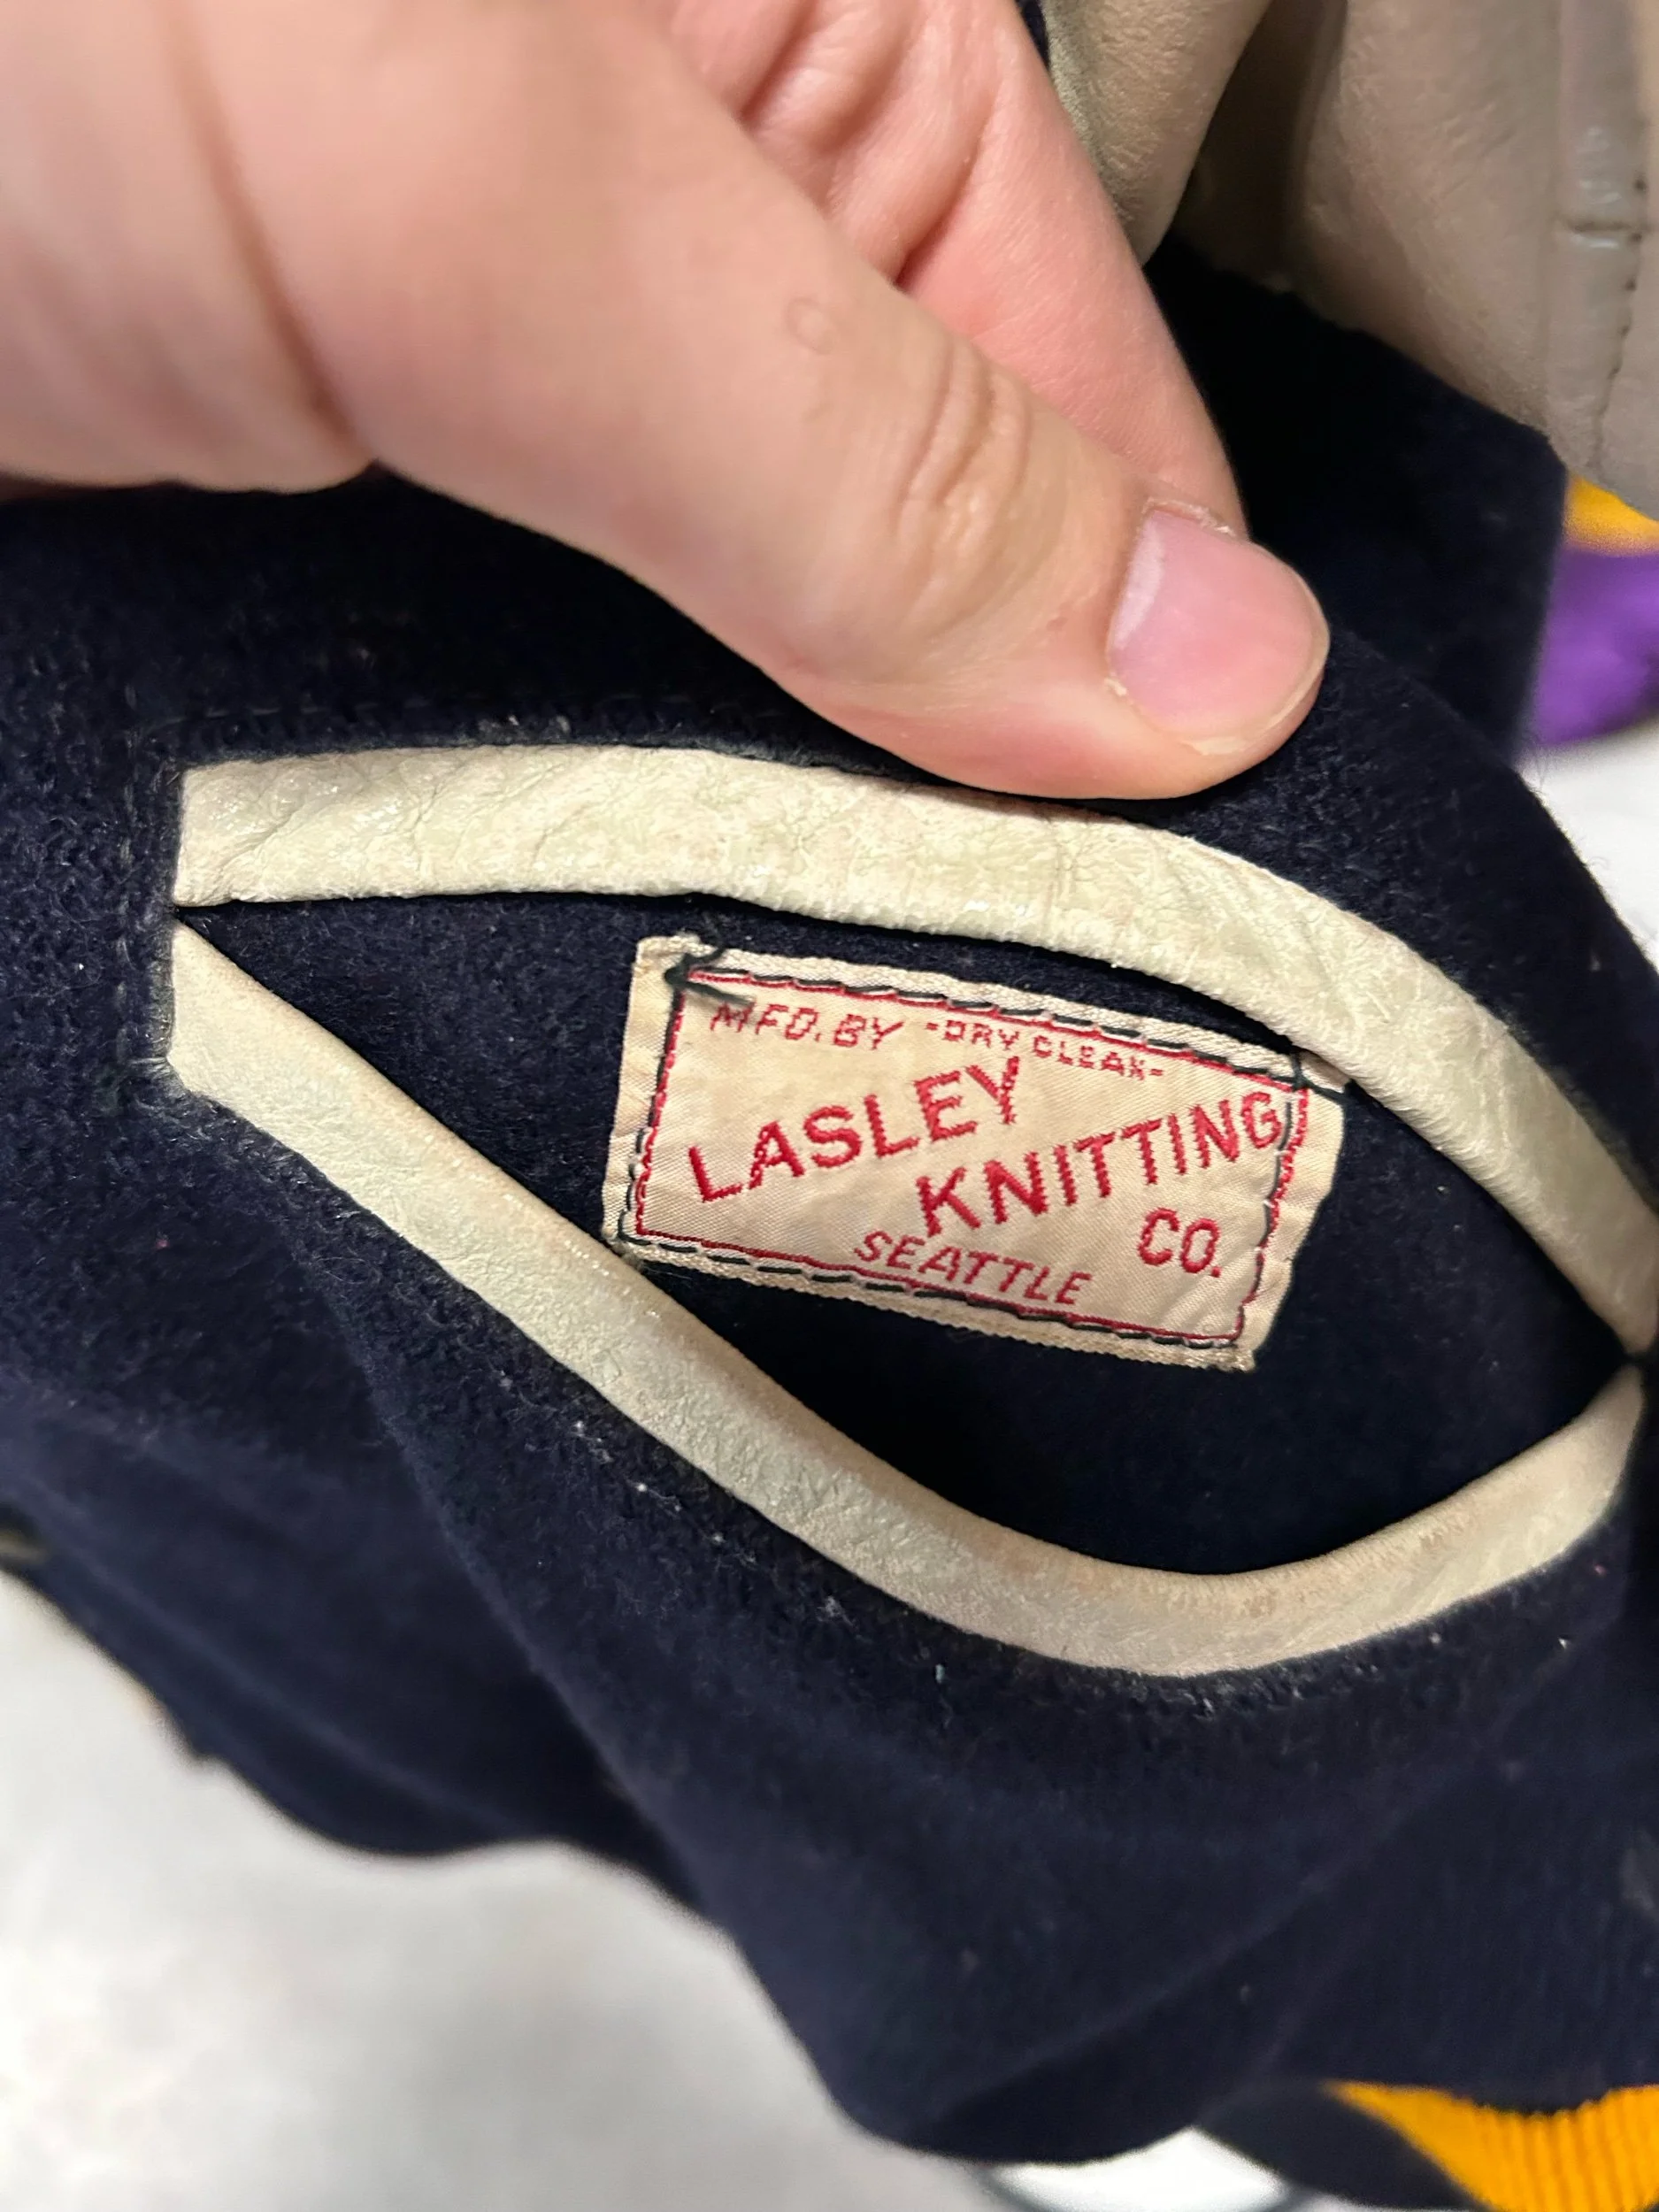 MFD. BY -DRY CLEAN-
LASLEY
KNITTING
CO.
SEATTLE